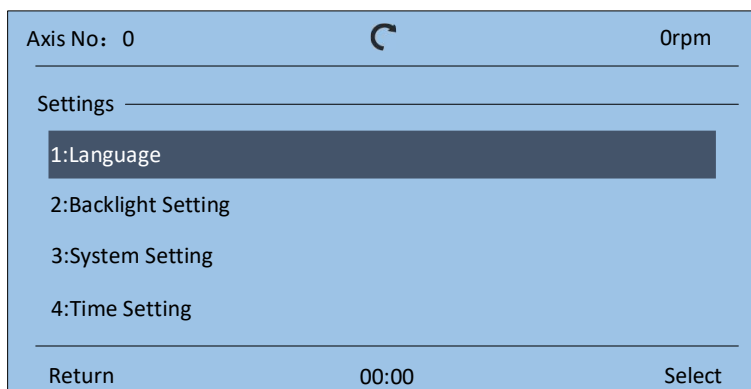 Axis No：0 0rpm
Settings
1:Language
2:Backlight Setting
3:System Setting
4:Time Setting
Return 00:00 Select